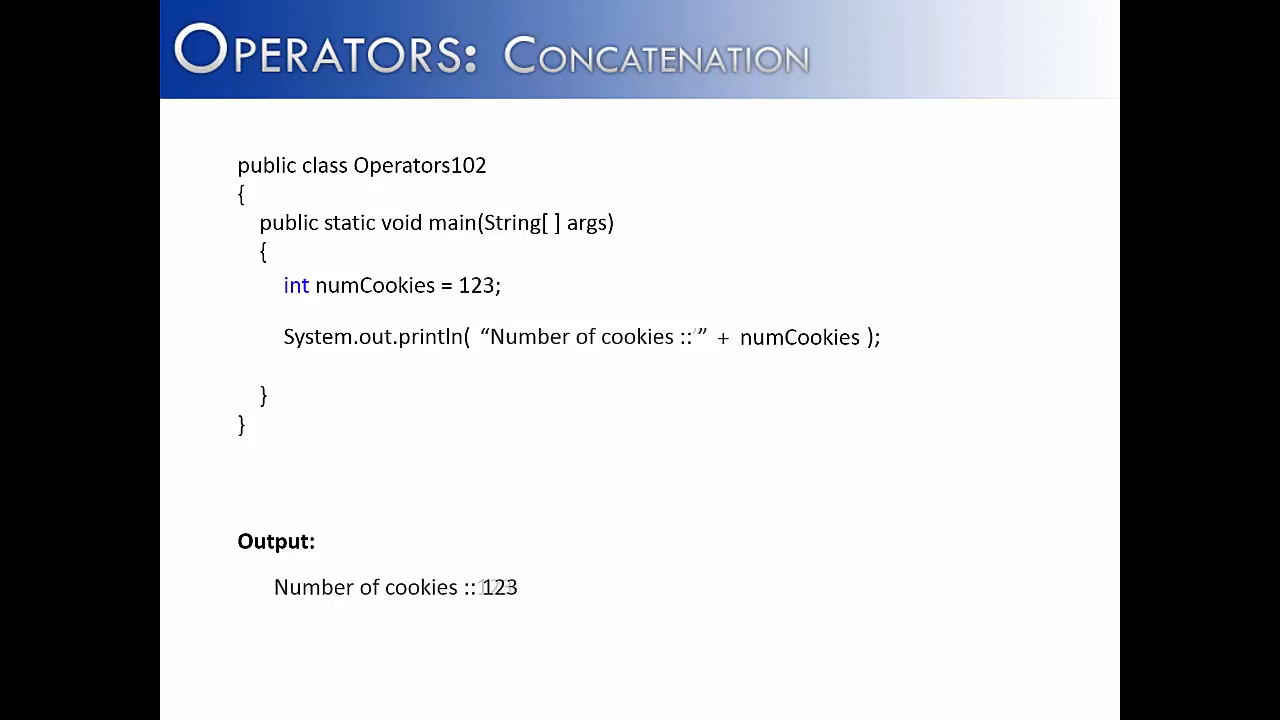 OPERATORS: CONCATENATION
public class Operators102
{
public static void main(String[ ] args)
{
int numCookies = 123;
System.out.println( “Number of cookies :: ” + numCookies );
}
}
Output:
Number of cookies :: 123